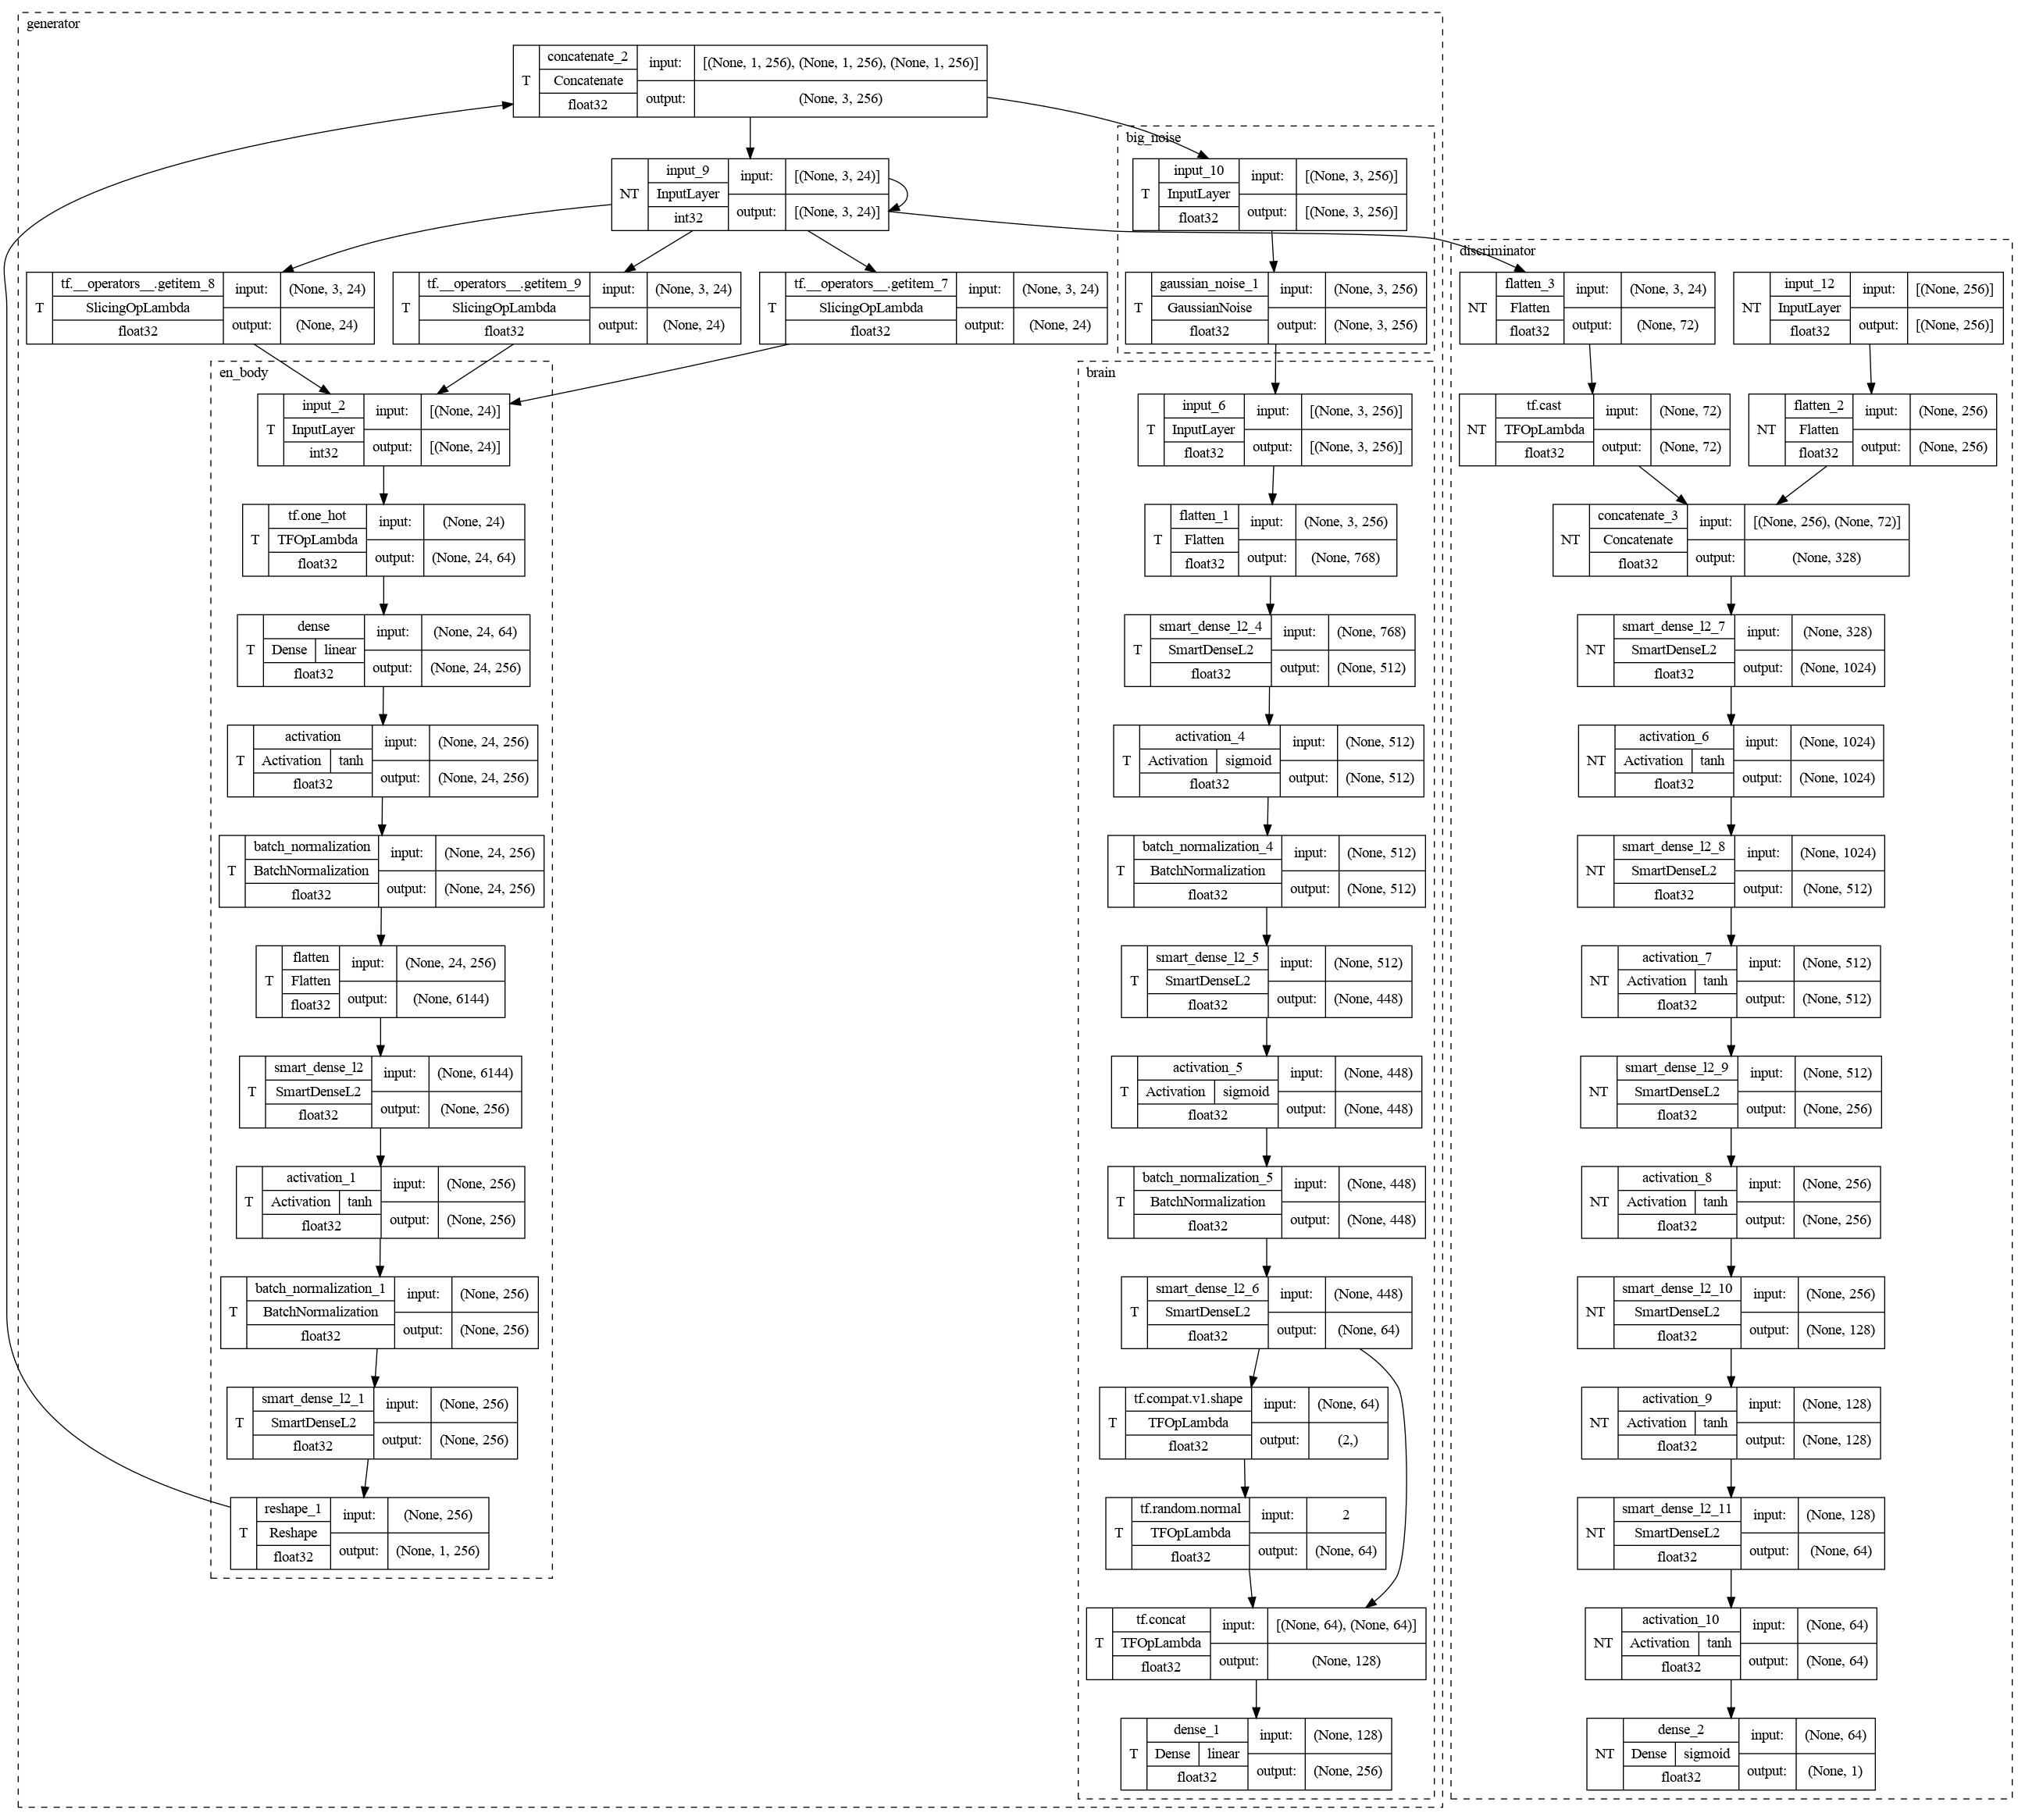 generator
T
concatenate_2
Concatenate
float32
input:
output:
[(None, 1, 256), (None, 1, 256), (None, 1, 256)]
(None, 3, 256)
NT
input_9
InputLayer
int32
input:
output:
[(None, 3, 24)]
[(None, 3, 24)]
big_noise
T
input_10
InputLayer
float32
input:
output:
[(None, 3, 256)]
[(None, 3, 256)]
T
gaussian_noise_1
GaussianNoise
float32
input:
output:
(None, 3, 256)
(None, 3, 256)
T
tf.__operators__.getitem_8
SlicingOpLambda
float32
input:
output:
(None, 3, 24)
(None, 24)
T
tf.__operators__.getitem_9
SlicingOpLambda
float32
input:
output:
(None, 3, 24)
(None, 24)
T
tf.__operators__.getitem_7
SlicingOpLambda
float32
input:
output:
(None, 3, 24)
(None, 24)
en_body
T
input_2
InputLayer
int32
input:
output:
[(None, 24)]
[(None, 24)]
T
tf.one_hot
TFOpLambda
float32
input:
output:
(None, 24)
(None, 24, 64)
T
dense
Dense
linear
float32
input:
output:
(None, 24, 64)
(None, 24, 256)
T
activation
Activation
tanh
float32
input:
output:
(None, 24, 256)
(None, 24, 256)
T
batch_normalization
BatchNormalization
float32
input:
output:
(None, 24, 256)
(None, 24, 256)
T
flatten
Flatten
float32
input:
output:
(None, 24, 256)
(None, 6144)
T
smart_dense_l2
SmartDenseL2
float32
input:
output:
(None, 6144)
(None, 256)
T
activation_1
Activation
tanh
float32
input:
output:
(None, 256)
(None, 256)
T
batch_normalization_1
BatchNormalization
float32
input:
output:
(None, 256)
(None, 256)
T
smart_dense_l2_1
SmartDenseL2
float32
input:
output:
(None, 256)
(None, 256)
T
reshape_1
Reshape
float32
input:
output:
(None, 256)
(None, 1, 256)
brain
T
input_6
InputLayer
float32
input:
output:
[(None, 3, 256)]
[(None, 3, 256)]
T
flatten_1
Flatten
float32
input:
output:
(None, 3, 256)
(None, 768)
T
smart_dense_l2_4
SmartDenseL2
float32
input:
output:
(None, 768)
(None, 512)
T
activation_4
Activation
sigmoid
float32
input:
output:
(None, 512)
(None, 512)
T
batch_normalization_4
BatchNormalization
float32
input:
output:
(None, 512)
(None, 512)
T
smart_dense_l2_5
SmartDenseL2
float32
input:
output:
(None, 512)
(None, 448)
T
activation_5
Activation
sigmoid
float32
input:
output:
(None, 448)
(None, 448)
T
batch_normalization_5
BatchNormalization
float32
input:
output:
(None, 448)
(None, 448)
T
smart_dense_l2_6
SmartDenseL2
float32
input:
output:
(None, 448)
(None, 64)
T
tf.compat.v1.shape
TFOpLambda
float32
input:
output:
(None, 64)
(2,)
T
tf.random.normal
TFOpLambda
float32
input:
output:
2
(None, 64)
T
tf.concat
TFOpLambda
float32
input:
output:
[(None, 64), (None, 64)]
(None, 128)
T
dense_1
Dense
linear
float32
input:
output:
(None, 128)
(None, 256)
discriminator
NT
flatten_3
Flatten
float32
input:
output:
(None, 3, 24)
(None, 72)
NT
input_12
InputLayer
float32
input:
output:
[(None, 256)]
[(None, 256)]
NT
tf.cast
TFOpLambda
float32
input:
output:
(None, 72)
(None, 72)
NT
flatten_2
Flatten
float32
input:
output:
(None, 256)
(None, 256)
NT
concatenate_3
Concatenate
float32
input:
output:
[(None, 256), (None, 72)]
(None, 328)
NT
smart_dense_l2_7
SmartDenseL2
float32
input:
output:
(None, 328)
(None, 1024)
NT
activation_6
Activation
tanh
float32
input:
output:
(None, 1024)
(None, 1024)
NT
smart_dense_l2_8
SmartDenseL2
float32
input:
output:
(None, 1024)
(None, 512)
NT
activation_7
Activation
tanh
float32
input:
output:
(None, 512)
(None, 512)
NT
smart_dense_l2_9
SmartDenseL2
float32
input:
output:
(None, 512)
(None, 256)
NT
activation_8
Activation
tanh
float32
input:
output:
(None, 256)
(None, 256)
NT
smart_dense_l2_10
SmartDenseL2
float32
input:
output:
(None, 256)
(None, 128)
NT
activation_9
Activation
tanh
float32
input:
output:
(None, 128)
(None, 128)
NT
smart_dense_l2_11
SmartDenseL2
float32
input:
output:
(None, 128)
(None, 64)
NT
activation_10
Activation
tanh
float32
input:
output:
(None, 64)
(None, 64)
NT
dense_2
Dense
sigmoid
float32
input:
output:
(None, 64)
(None, 1)